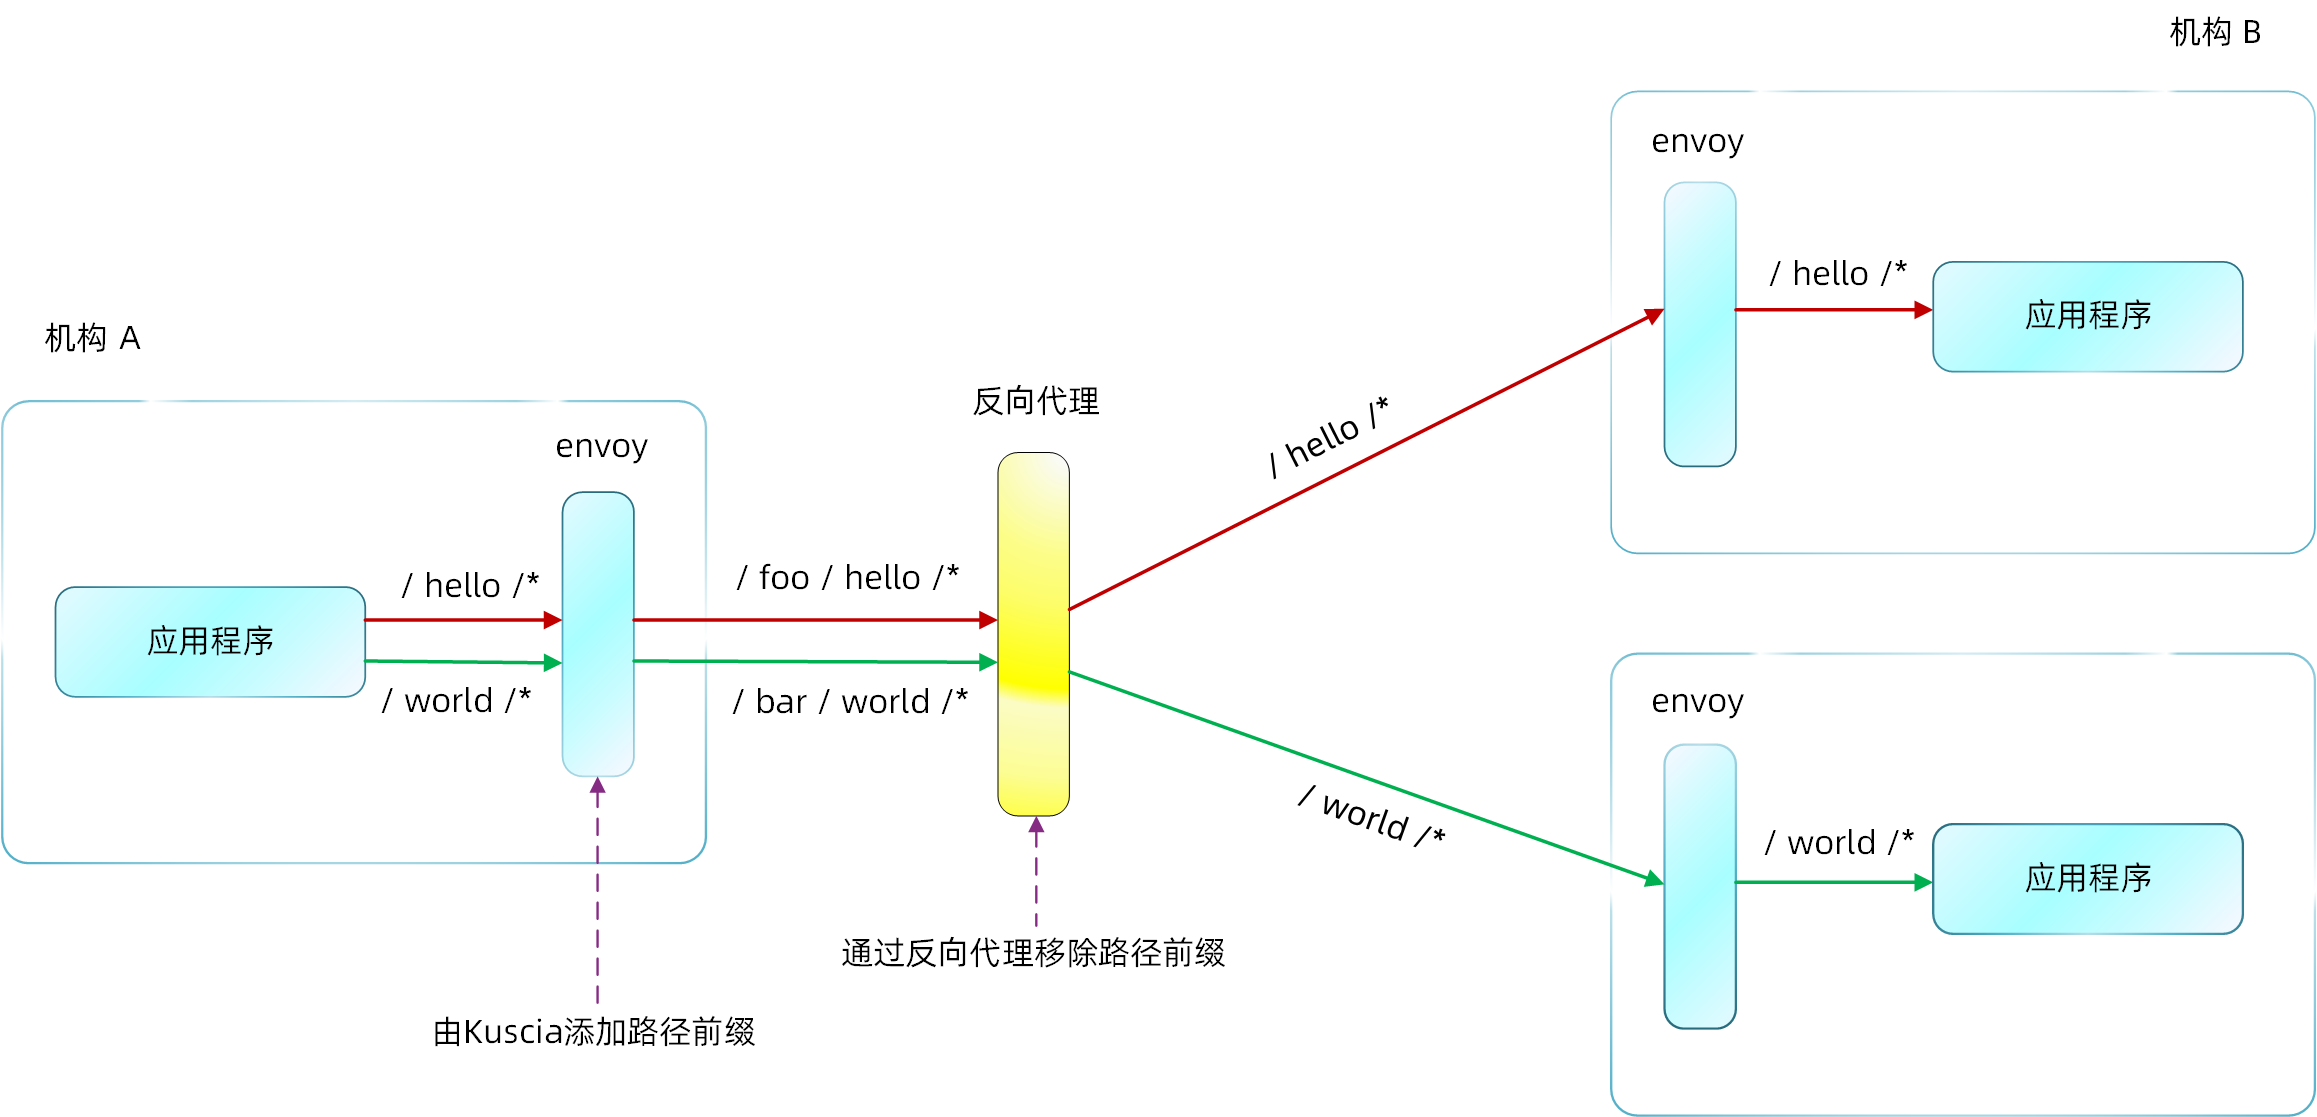 机构 B
envoy
/ hello /*
应用程序
机构 A
反向代理
/ hello /*
envoy
/ hello /*
/ foo / hello /*
应用程序
/ world /*
/ bar / world /*
envoy
/ world /*
/ world /*
应用程序
通过反向代理移除路径前缀
由Kuscia添加路径前缀